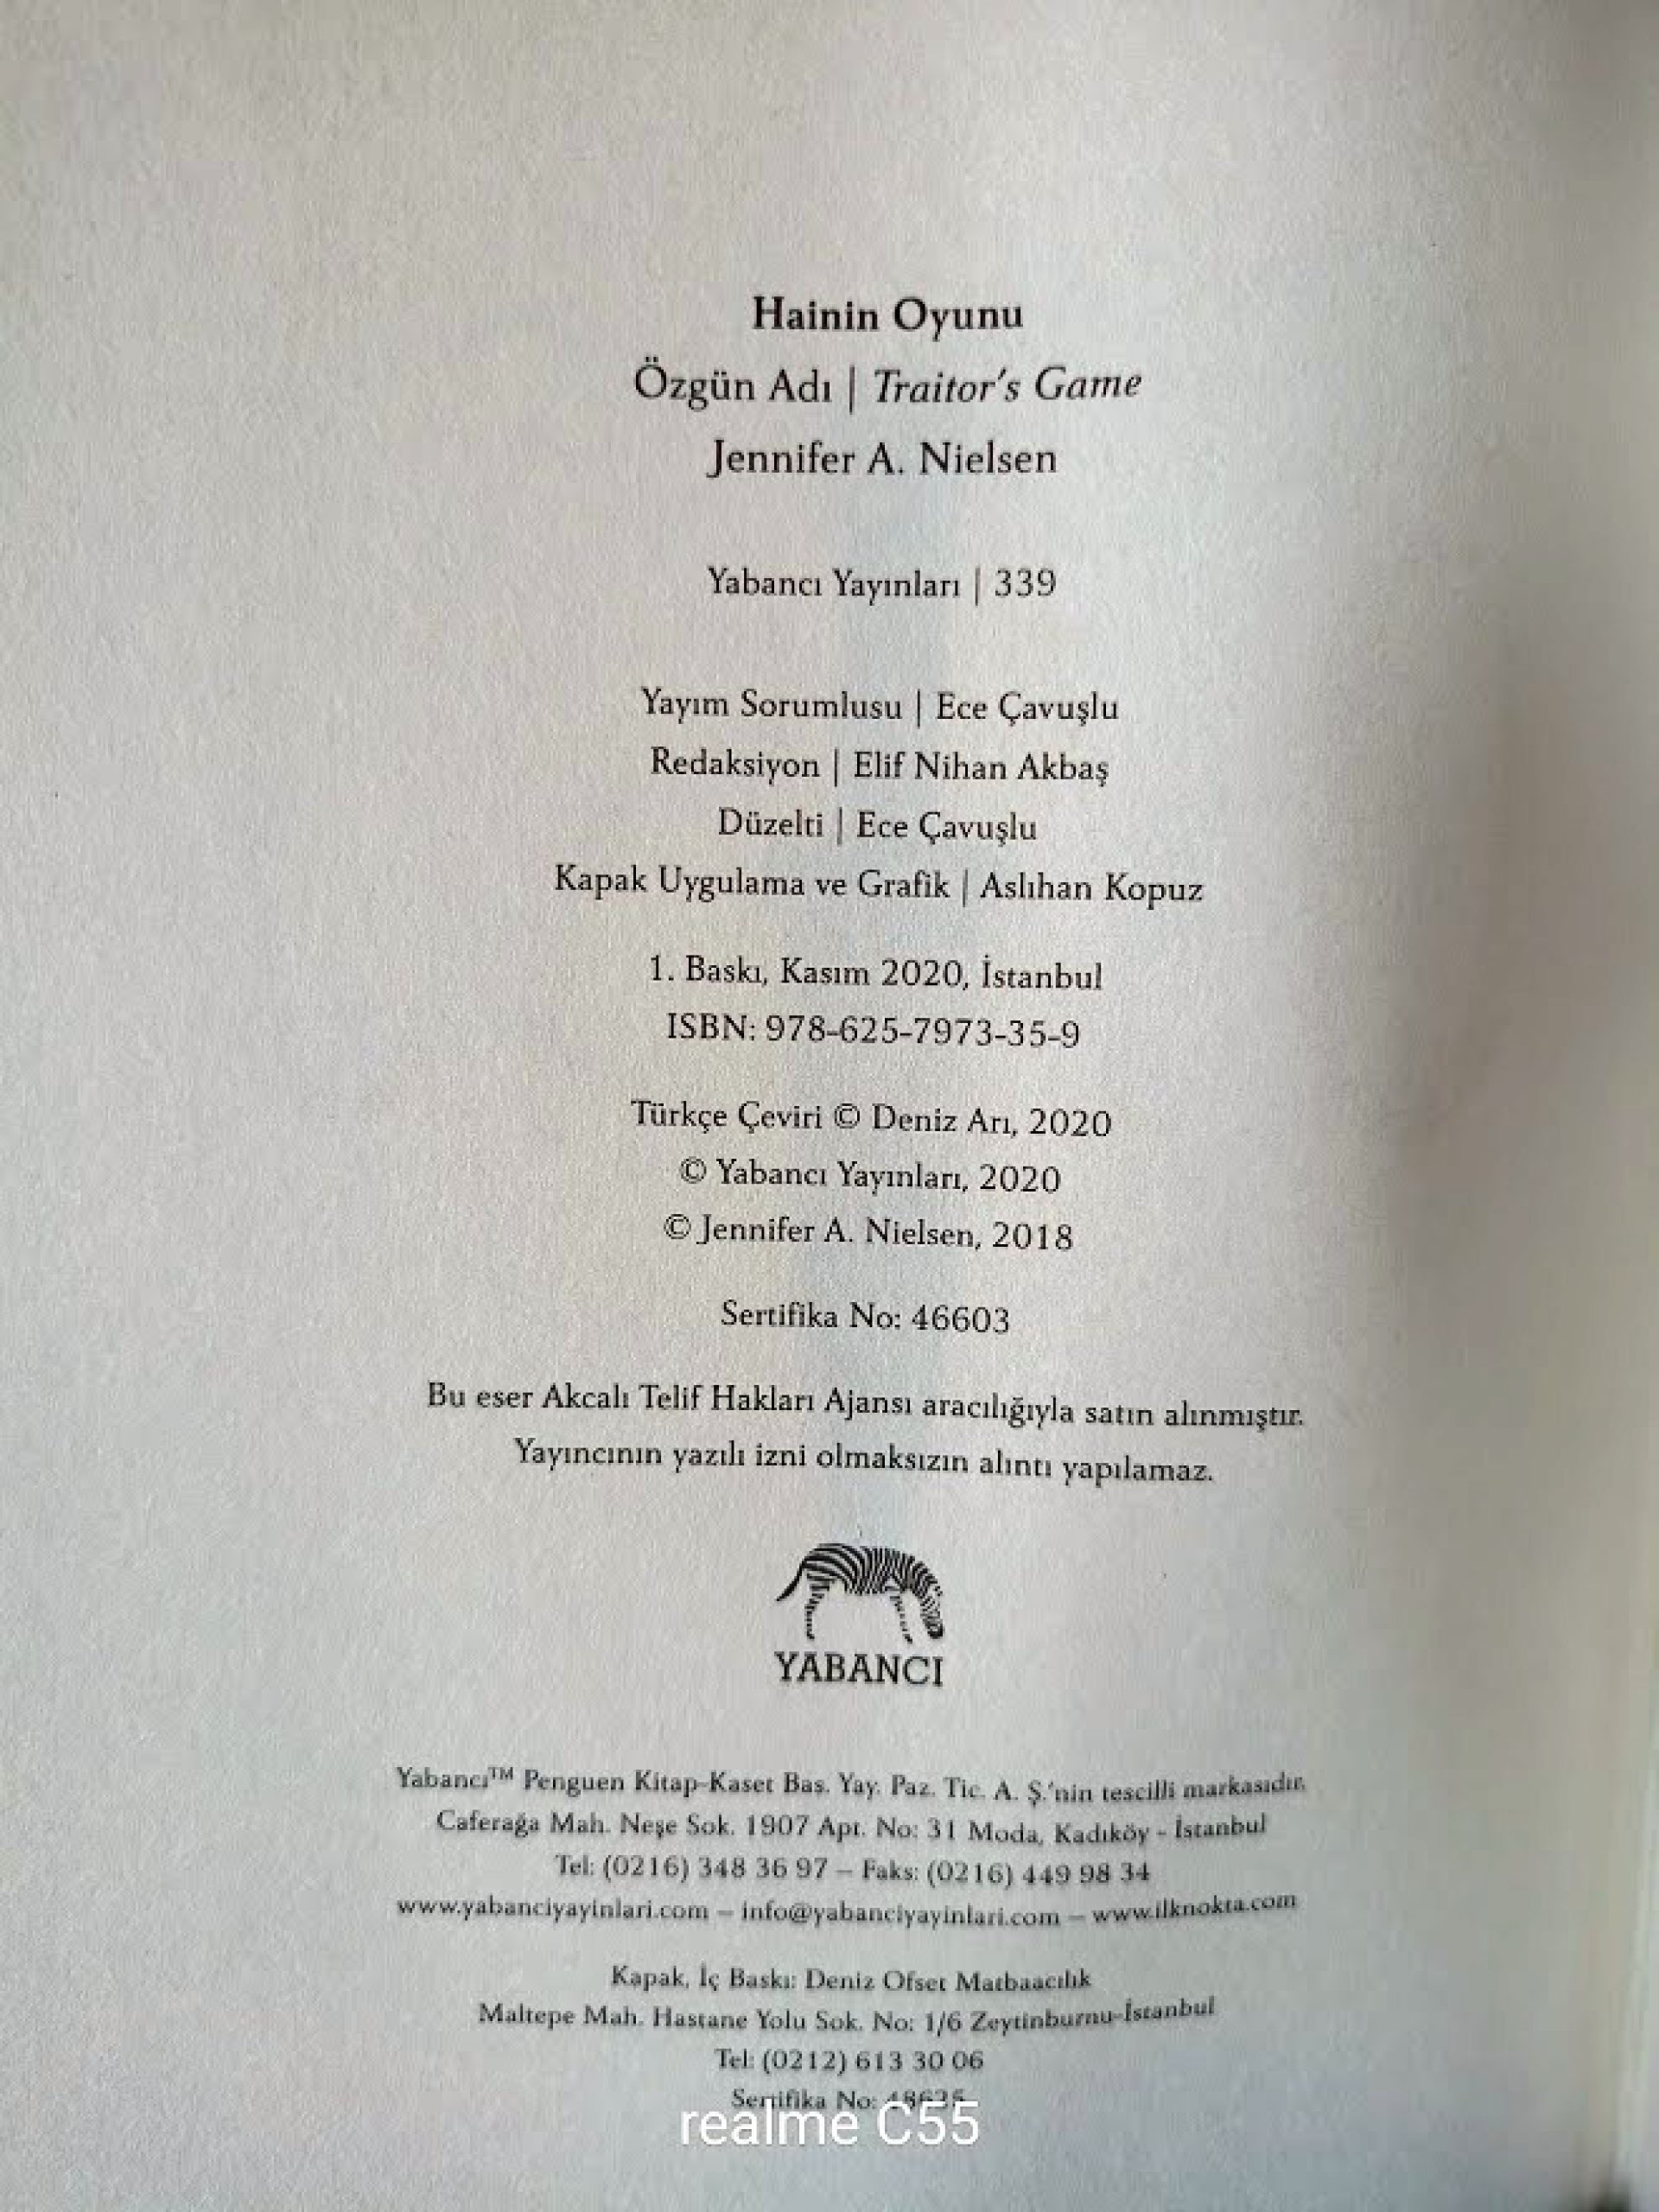 Hainin Oyunu
Özgün Adı | Traitor's Game
Jennifer A. Nielsen
Yabancı Yayınları | 339
Yayım Sorumlusu | Ece Çavuşlu
Redaksiyon | Elif Nihan Akbaş
Düzelti | Ece Çavuşlu
Kapak Uygulama ve Grafik | Aslıhan Kopuz
1. Baskı, Kasım 2020, İstanbul
ISBN: 978-625-7973-35-9
Türkçe Çeviri © Deniz Arı, 2020
© Yabancı Yayınları, 2020
© Jennifer A. Nielsen, 2018
Sertifika No: 46603
Bu eser Akcalı Telif Hakları Ajansı aracılığıyla satın alınmıştır.
Yayıncının yazılı izni olmaksızın alıntı yapılamaz.
YABANCI
Yabancı™ Penguen Kitap-Kaset Bas. Yay. Paz. Tic. A. Ş.'nin tescilli markasıdır.
Caferağa Mah. Neşe Sok. 1907 Apt. No: 31 Moda, Kadıköy - İstanbul
Tel: (0216) 348 36 97 – Faks: (0216) 449 98 34
www.yabanciyayinlari.com – info@yabanciyayinlari.com – www.ilknokta.com
Kapak, İç Baskı: Deniz Ofset Matbaacılık
Maltepe Mah. Hastane Yolu Sok. No: 1/6 Zeytinburnu-İstanbul
Tel: (0212) 613 30 06
Sertifika No:
realme C55